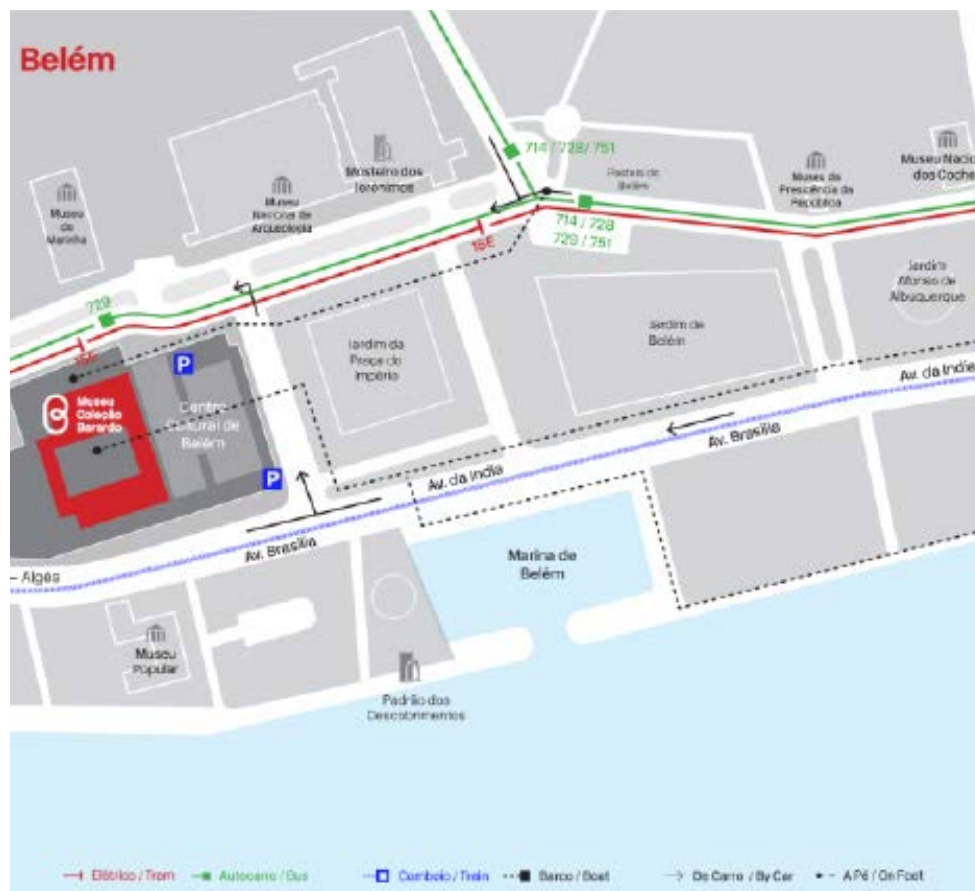 Belém
714 / 728 / 751
Mosteiro dos
Jerónimos
Pastéis de
Belém
Museu da
Presidência da
República
Museu Nacio
dos Coche
Museu
de
Marinha
Museu
Nacional de
Arqueologia
714 / 728
729 / 751
15E
729
15E
Jardim
Afonso de
Albuquerque
Jardim da
Praça do
Império
Jardim de
Belém
P
Museu
Coleção
Berardo
Centro
Cultural de
Belém
Av. da Índia
Av. Brasília
P
Av. da Índia
Av. Brasília
Marina de
Belém
– Algés
Museu
Popular
Padrão dos
Descobrimentos
Elétrico / Tram
Autocarro / Bus
Comboio / Train
Barco / Boat
De Carro / By Car
A Pé / On Foot